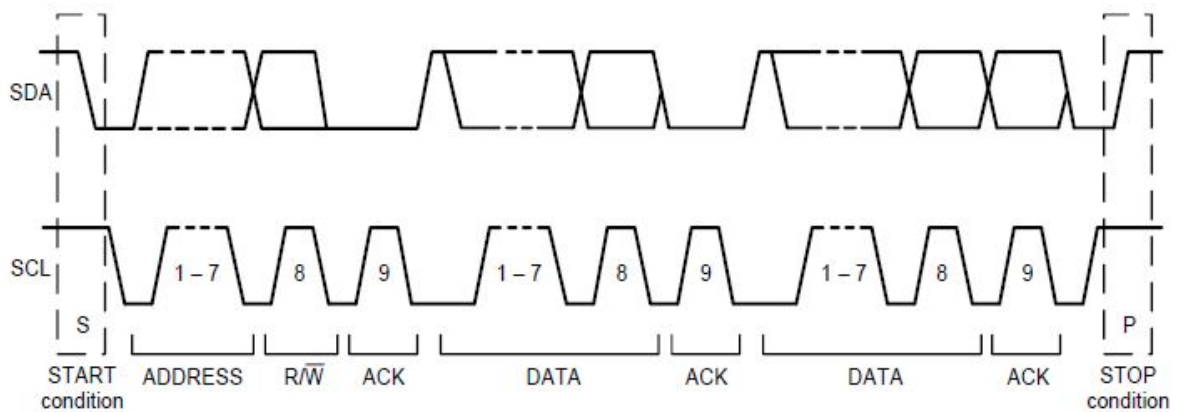 SDA
SCL
1 – 7 8 9 1 – 7 8 9 1 – 7 8 9
S P
START condition ADDRESS R/W̅ ACK DATA ACK DATA ACK STOP condition